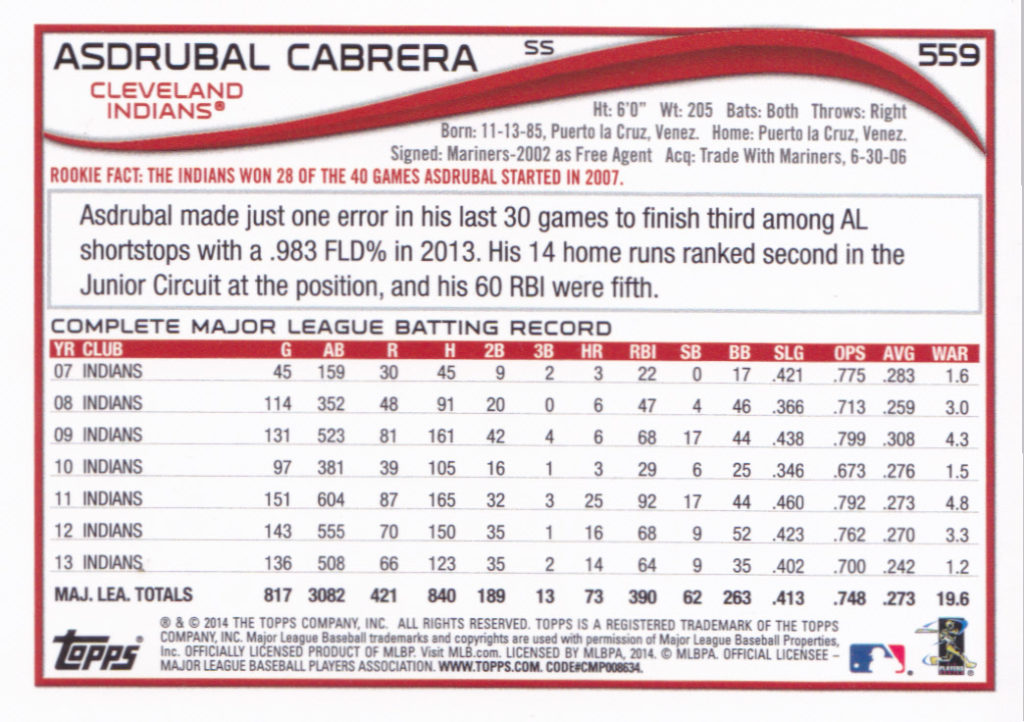 ASDRUBAL CABRERA SS 559
CLEVELAND
INDIANS®
Ht: 6'0" Wt: 205 Bats: Both Throws: Right
Born: 11-13-85, Puerto la Cruz, Venez. Home: Puerto la Cruz, Venez.
Signed: Mariners-2002 as Free Agent Acq: Trade With Mariners, 6-30-06
ROOKIE FACT: THE INDIANS WON 28 OF THE 40 GAMES ASDRUBAL STARTED IN 2007.
Asdrubal made just one error in his last 30 games to finish third among AL
shortstops with a .983 FLD% in 2013. His 14 home runs ranked second in the
Junior Circuit at the position, and his 60 RBI were fifth.
COMPLETE MAJOR LEAGUE BATTING RECORD
YR CLUB G AB R H 2B 3B HR RBI SB BB SLG OPS AVG WAR
07 INDIANS 45 159 30 45 9 2 3 22 0 17 .421 .775 .283 1.6
08 INDIANS 114 352 48 91 20 0 6 47 4 46 .366 .713 .259 3.0
09 INDIANS 131 523 81 161 42 4 6 68 17 44 .438 .799 .308 4.3
10 INDIANS 97 381 39 105 16 1 3 29 6 25 .346 .673 .276 1.5
11 INDIANS 151 604 87 165 32 3 25 92 17 44 .460 .792 .273 4.8
12 INDIANS 143 555 70 150 35 1 16 68 9 52 .423 .762 .270 3.3
13 INDIANS 136 508 66 123 35 2 14 64 9 35 .402 .700 .242 1.2
MAJ. LEA. TOTALS 817 3082 421 840 189 13 73 390 62 263 .413 .748 .273 19.6
® & © 2014 THE TOPPS COMPANY, INC. ALL RIGHTS RESERVED. TOPPS IS A REGISTERED TRADEMARK OF THE TOPPS
COMPANY, INC. Major League Baseball trademarks and copyrights are used with permission of Major League Baseball Properties,
Inc. OFFICIALLY LICENSED PRODUCT OF MLBP. Visit MLB.com. LICENSED BY MLBPA, 2014. © MLBPA. OFFICIAL LICENSEE –
MAJOR LEAGUE BASEBALL PLAYERS ASSOCIATION. WWW.TOPPS.COM. CODE#CMP008634.
Topps®